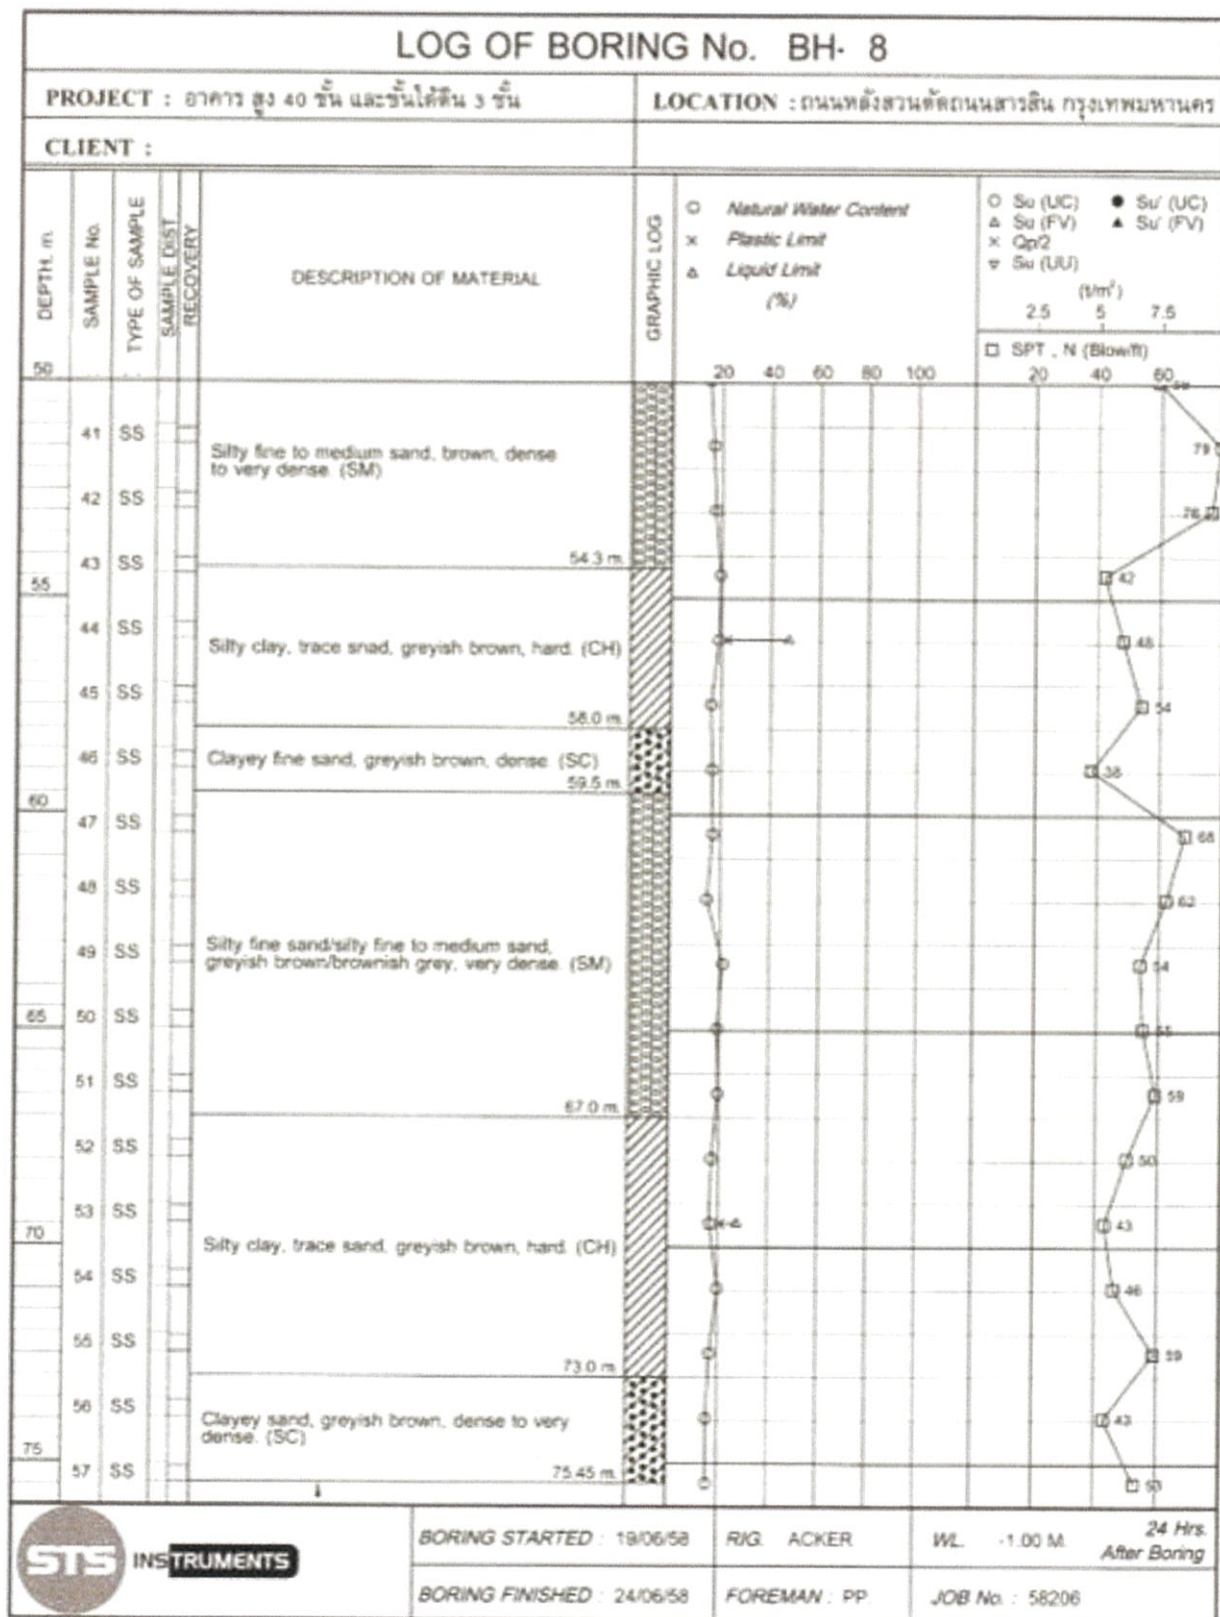 LOG OF BORING No. BH- 8
PROJECT : อาคาร สูง 40 ชั้น และชั้นใต้ดิน 3 ชั้น
LOCATION : ถนนหลังสวนตัดถนนสารสิน กรุงเทพมหานคร
CLIENT :
DEPTH. m.
SAMPLE No.
TYPE OF SAMPLE
SAMPLE DIST
RECOVERY
DESCRIPTION OF MATERIAL
GRAPHIC LOG
Natural Water Content
Plastic Limit
Liquid Limit
(%)
Su (UC) Su' (UC)
Su (FV) Su' (FV)
Qp/2
Su (UU)
(t/m²)
2.5 5 7.5
SPT , N (Blow/ft)
50
20 40 60 80 100
20 40 60
41 SS
79
Silty fine to medium sand, brown, dense
to very dense. (SM)
42 SS
76
43 SS
54.3 m.
42
55
44 SS
Silty clay, trace snad, greyish brown, hard. (CH)
48
45 SS
54
58.0 m.
46 SS
Clayey fine sand, greyish brown, dense. (SC)
59.5 m.
38
60
47 SS
68
48 SS
62
49 SS
Silty fine sand/silty fine to medium sand,
greyish brown/brownish grey, very dense. (SM)
54
65
50 SS
55
51 SS
59
67.0 m.
52 SS
50
53 SS
43
70
Silty clay, trace sand, greyish brown, hard. (CH)
54 SS
46
55 SS
59
73.0 m.
56 SS
Clayey sand, greyish brown, dense to very
dense. (SC)
43
75
57 SS
75.45 m.
53
STS INSTRUMENTS
BORING STARTED : 19/06/58
RIG. ACKER
WL. -1.00 M.
24 Hrs.
After Boring
BORING FINISHED : 24/06/58
FOREMAN : PP.
JOB No. : 58206